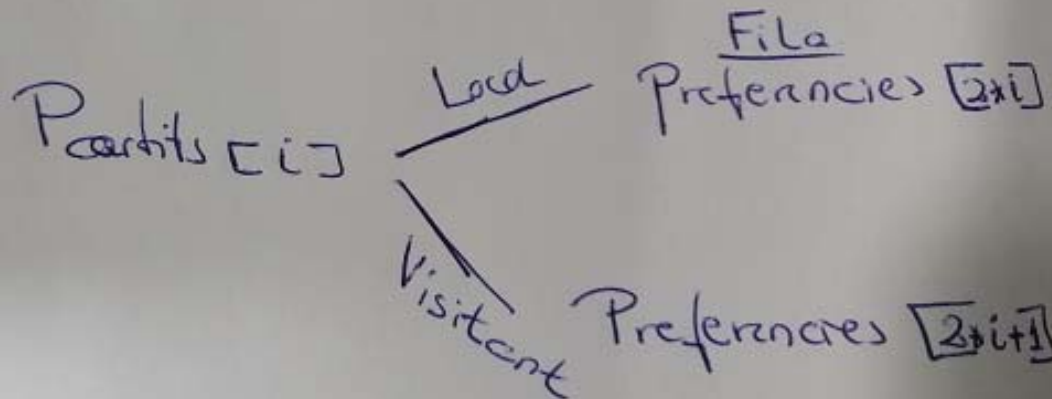 Fila
Local
Preferencies [2*i]
Partits [i]
Visitant
Preferencies [2*i+1]